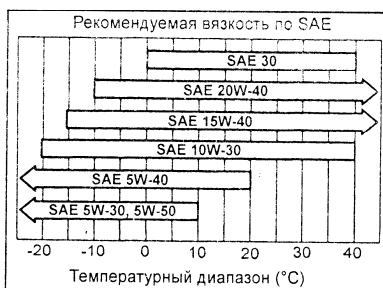 Рекомендуемая вязкость по SAE
SAE 30
SAE 20W-40
SAE 15W-40
SAE 10W-30
SAE 5W-40
SAE 5W-30, 5W-50
-20 -10 0 10 20 30 40
Температурный диапазон (°C)